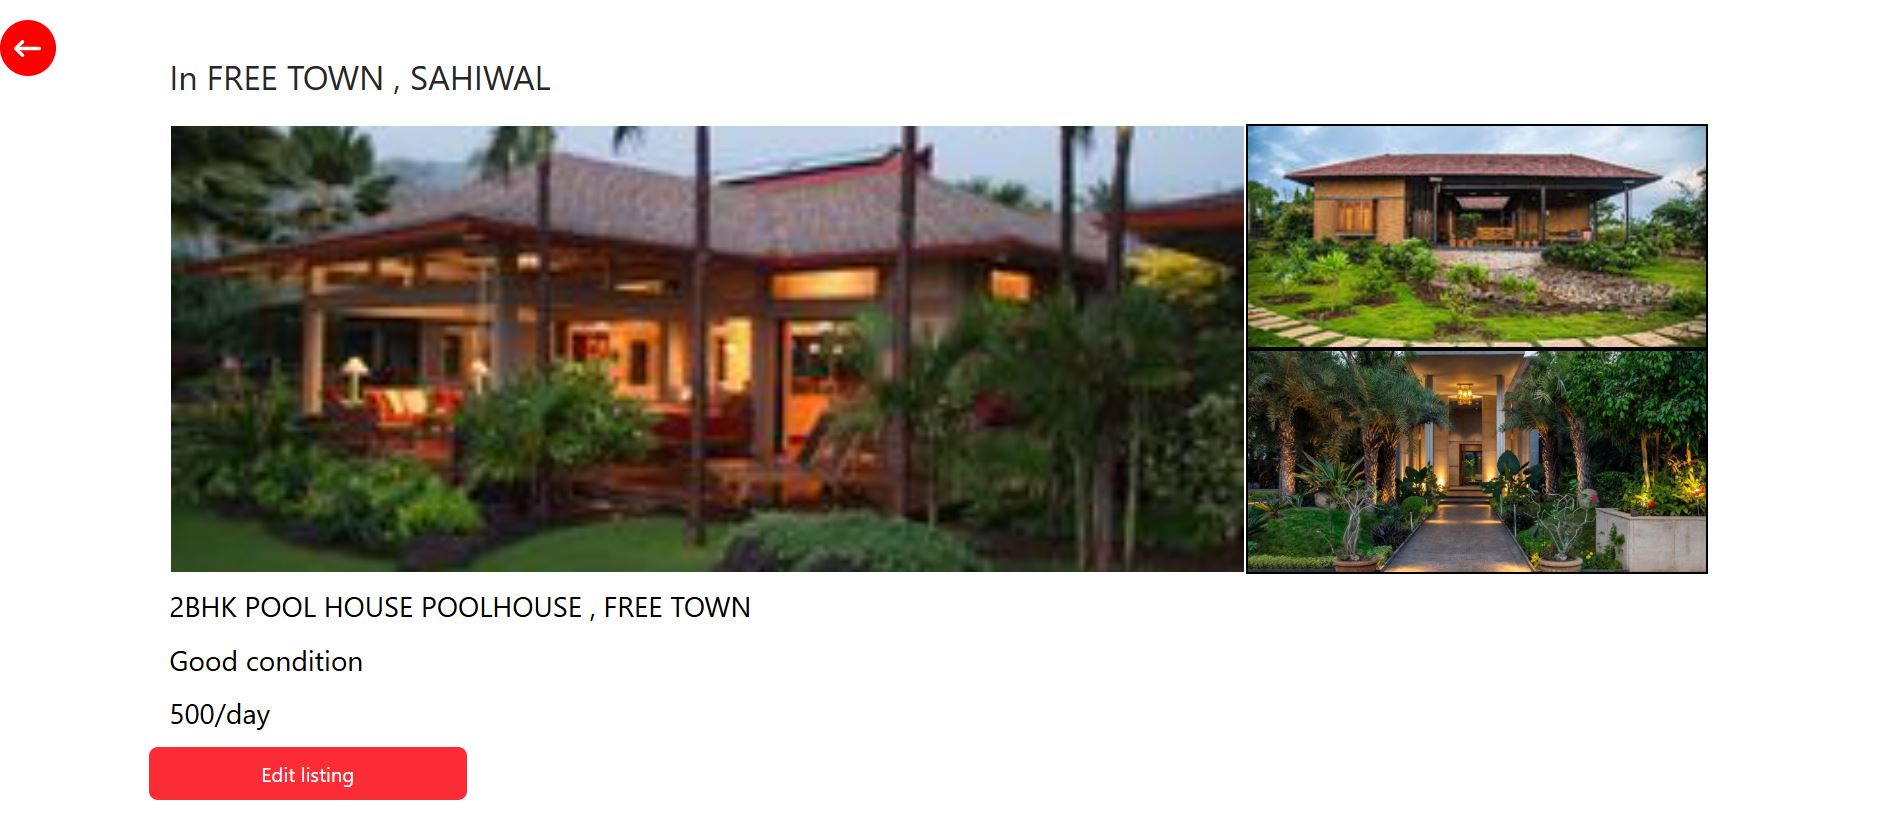 In FREE TOWN , SAHIWAL
2BHK POOL HOUSE POOLHOUSE , FREE TOWN
Good condition
500/day
Edit listing